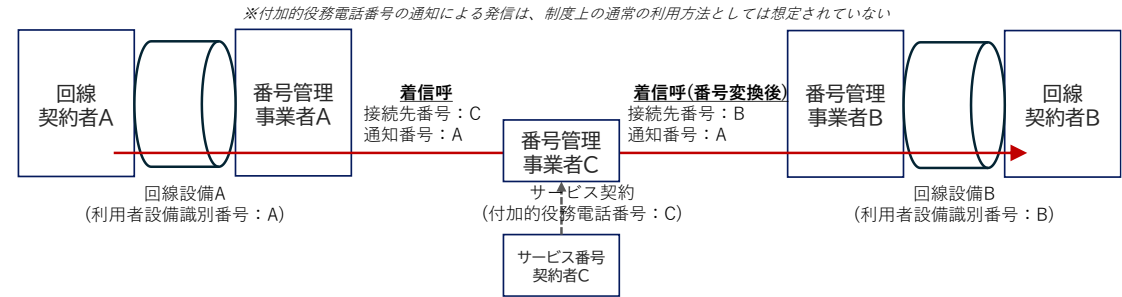 ※付加的役務電話番号の通知による発信は、制度上の通常の利用方法としては想定されていない
回線
契約者A
番号管理
事業者A
着信呼
接続先番号：C
通知番号：A
番号管理
事業者C
着信呼(番号変換後)
接続先番号：B
通知番号：A
番号管理
事業者B
回線
契約者B
回線設備A
(利用者設備識別番号：A)
サービス契約
(付加的役務電話番号：C)
回線設備B
(利用者設備識別番号：B)
サービス番号
契約者C